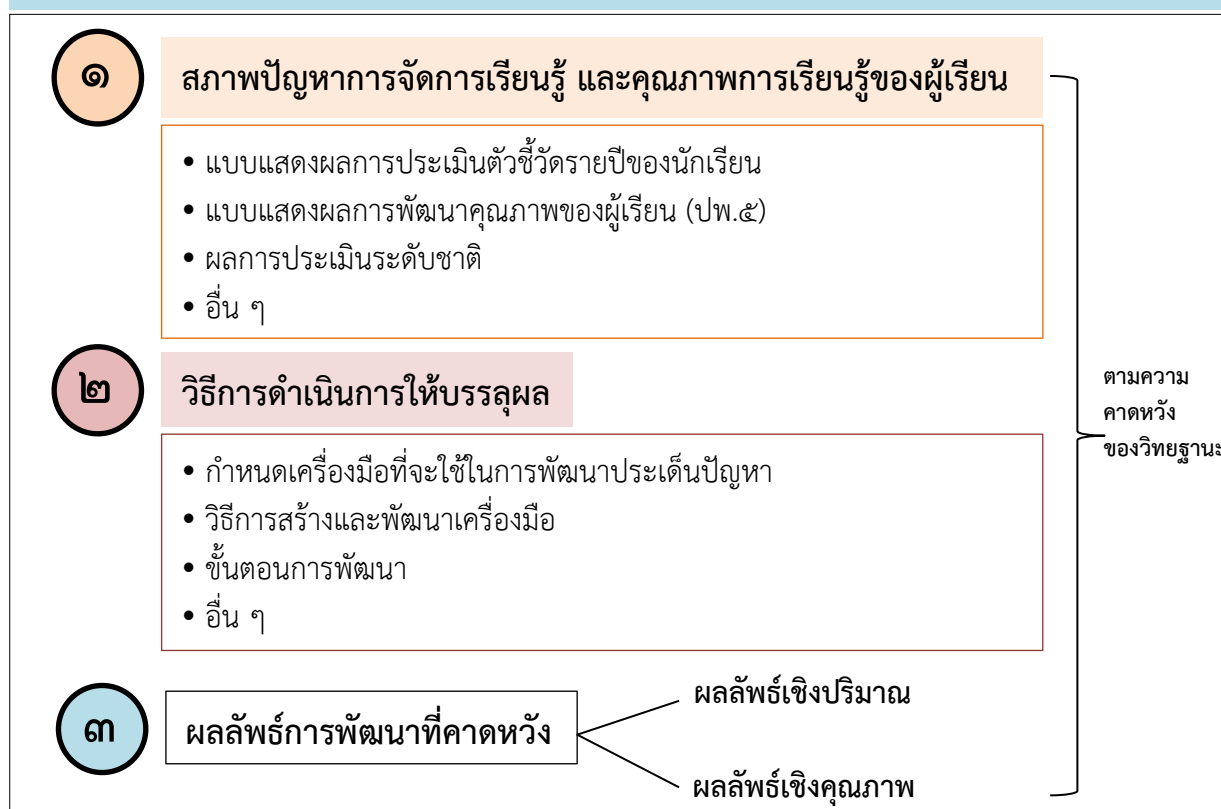 ๑
สภาพปัญหาการจัดการเรียนรู้ และคุณภาพการเรียนรู้ของผู้เรียน
• แบบแสดงผลการประเมินตัวชี้วัดรายปีของนักเรียน
• แบบแสดงผลการพัฒนาคุณภาพของผู้เรียน (ปพ.๕)
• ผลการประเมินระดับชาติ
• อื่น ๆ
๒
วิธีการดำเนินการให้บรรลุผล
• กำหนดเครื่องมือที่จะใช้ในการพัฒนาประเด็นปัญหา
• วิธีการสร้างและพัฒนาเครื่องมือ
• ขั้นตอนการพัฒนา
• อื่น ๆ
๓
ผลลัพธ์การพัฒนาที่คาดหวัง
ผลลัพธ์เชิงปริมาณ
ผลลัพธ์เชิงคุณภาพ
ตามความ
คาดหวัง
ของวิทยฐานะ